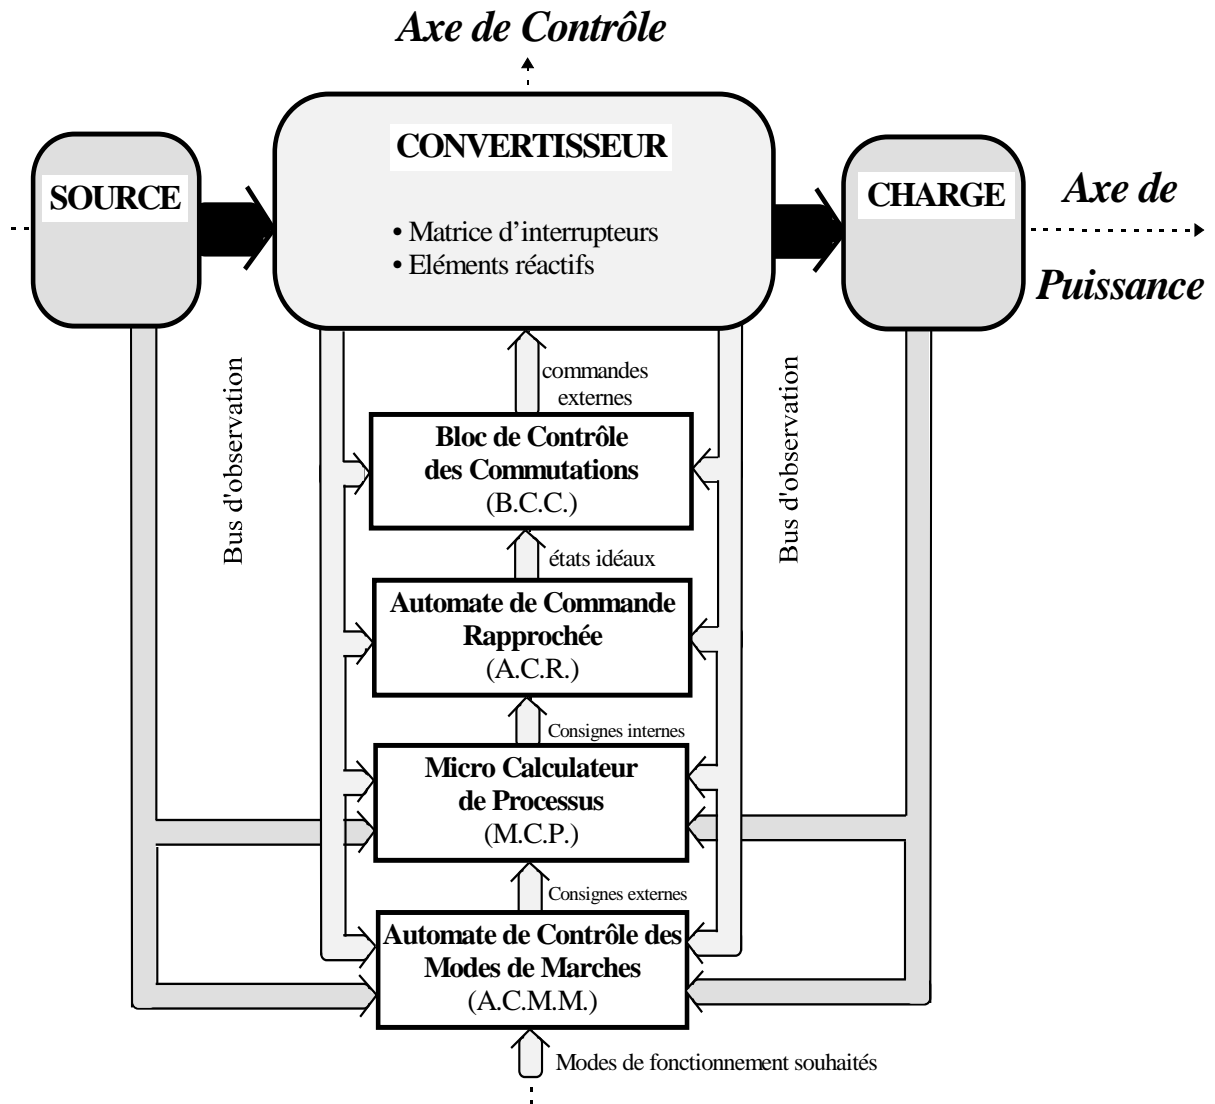 Axe de Contrôle
CONVERTISSEUR
SOURCE
CHARGE
Axe de
Puissance
• Matrice d’interrupteurs
• Eléments réactifs
Bus d'observation
Bus d'observation
commandes
externes
Bloc de Contrôle
des Commutations
(B.C.C.)
états idéaux
Automate de Commande
Rapprochée
(A.C.R.)
Consignes internes
Micro Calculateur
de Processus
(M.C.P.)
Consignes externes
Automate de Contrôle des
Modes de Marches
(A.C.M.M.)
Modes de fonctionnement souhaités